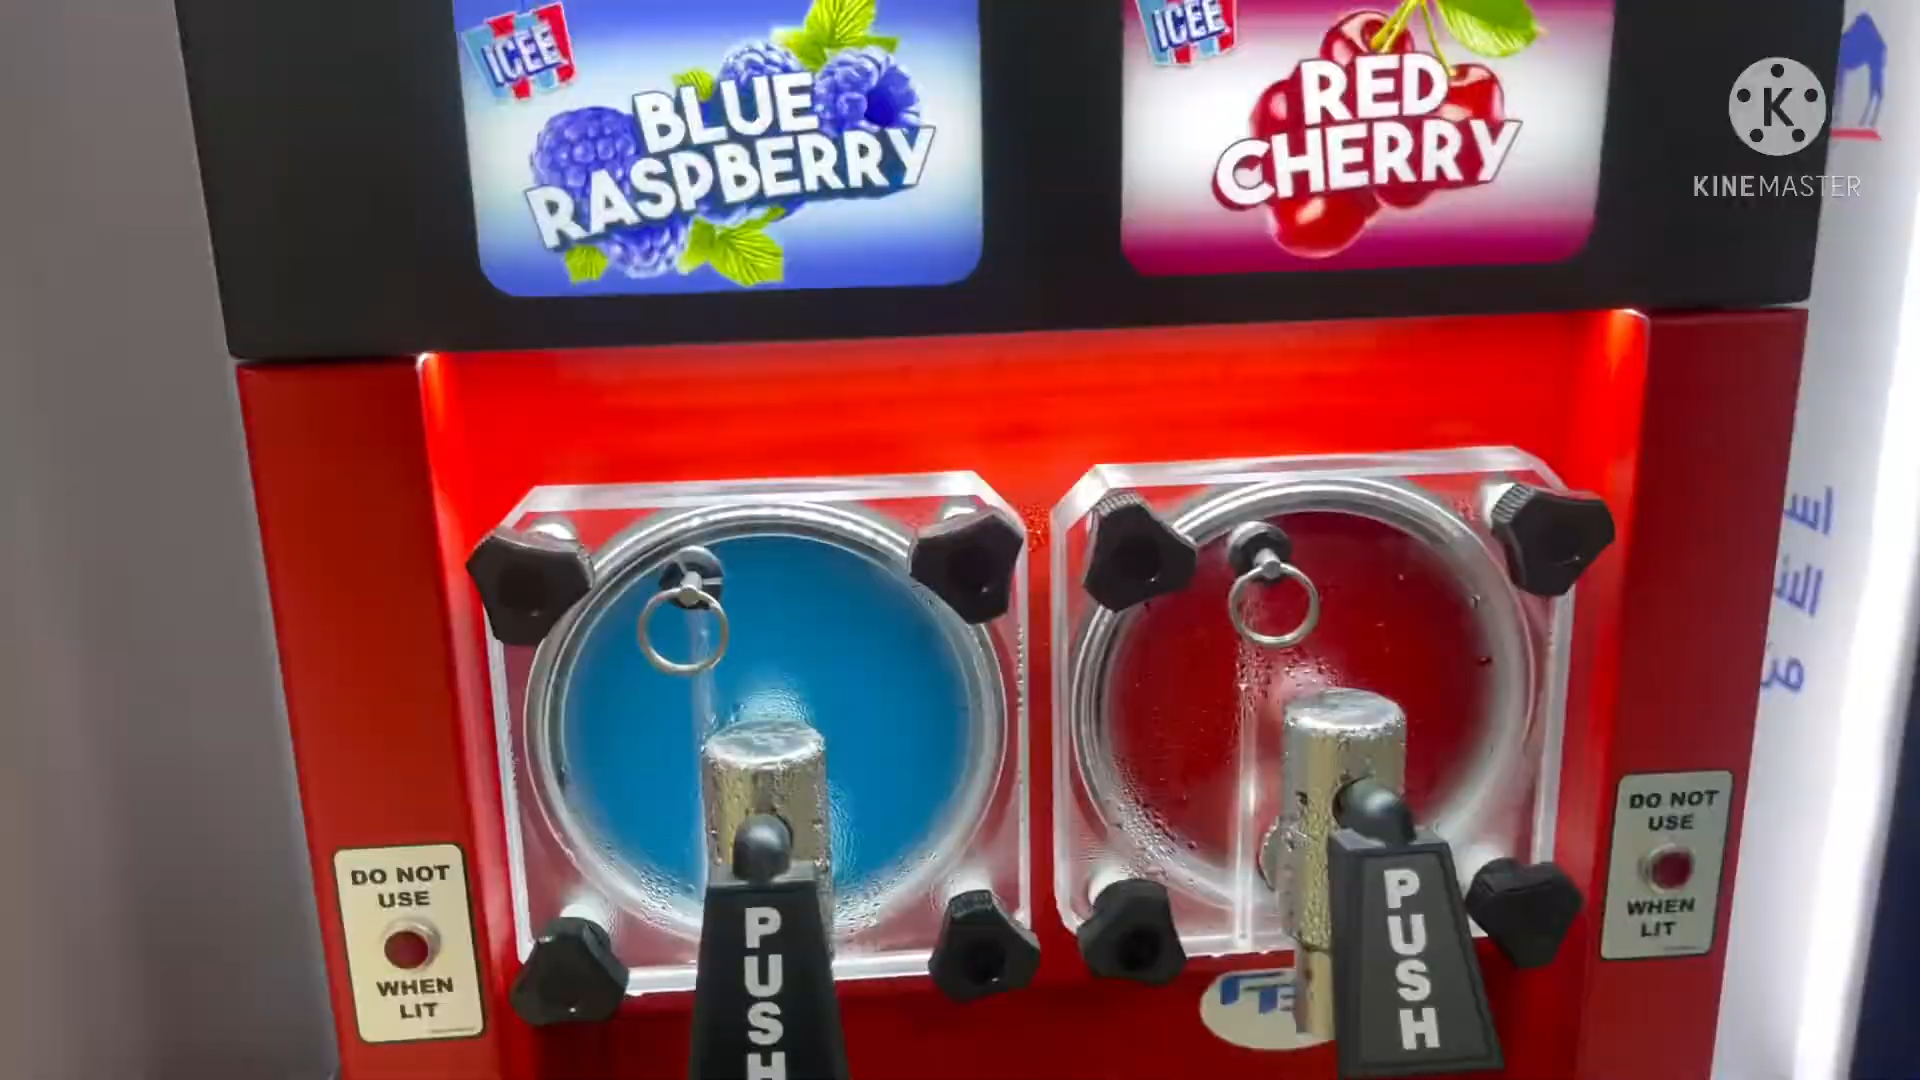 ICEE
BLUE
RASPBERRY
ICEE
RED
CHERRY
KINEMASTER
DO NOT
USE
WHEN
LIT
PUSH
PUSH
DO NOT
USE
WHEN
LIT